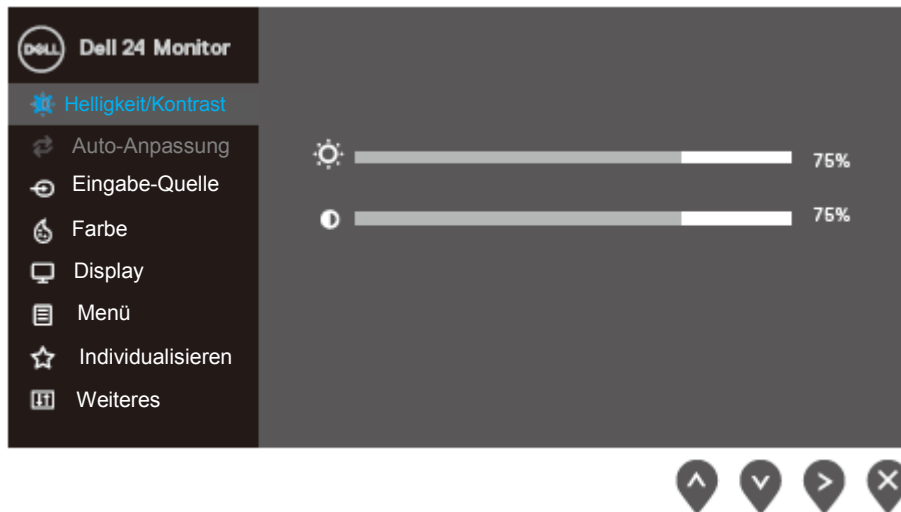 DELL Dell 24 Monitor
Helligkeit/Kontrast
Auto-Anpassung
75%
Eingabe-Quelle
75%
Farbe
Display
Menü
Individualisieren
Weiteres